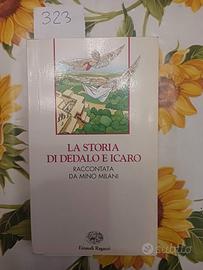 323
LA STORIA
DI DEDALO E ICARO
RACCONTATA
DA MINO MILANI
Einaudi Ragazzi
subito